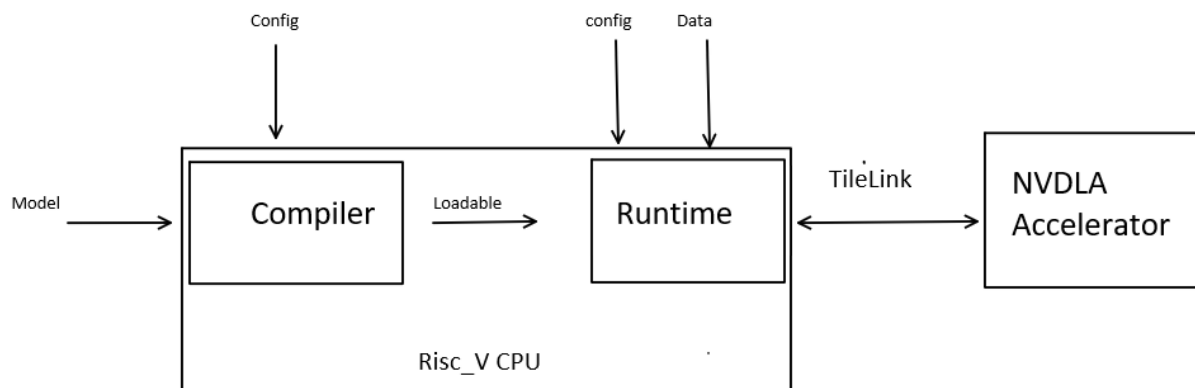 Config
config
Data
Model
Compiler
Loadable
Runtime
TileLink
NVDLA
Accelerator
Risc_V CPU